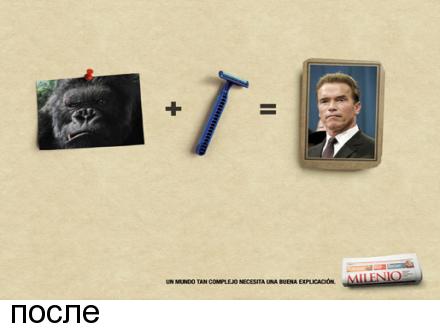 + =
UN MUNDO TAN COMPLEJO NECESITA UNA BUENA EXPLICACIÓN.
MILENIO
после